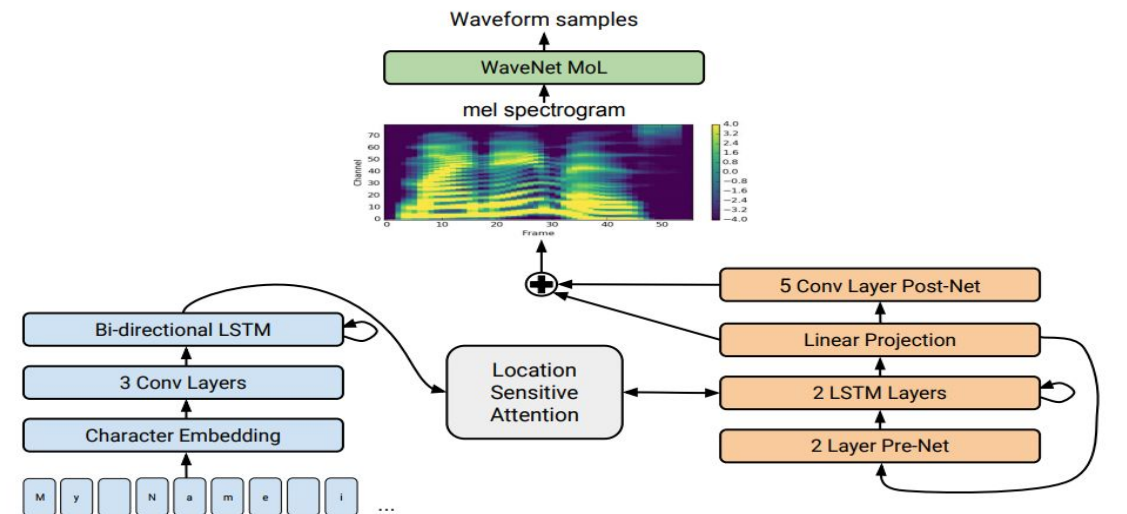 Waveform samples
WaveNet MoL
mel spectrogram
Channel
70
60
50
40
30
20
10
0
0 10 20 30 40 50
Frame
4.0
3.2
2.4
1.6
0.8
0.0
−0.8
−1.6
−2.4
−3.2
−4.0
Bi-directional LSTM
3 Conv Layers
Character Embedding
M y N a m e i ...
Location
Sensitive
Attention
5 Conv Layer Post-Net
Linear Projection
2 LSTM Layers
2 Layer Pre-Net